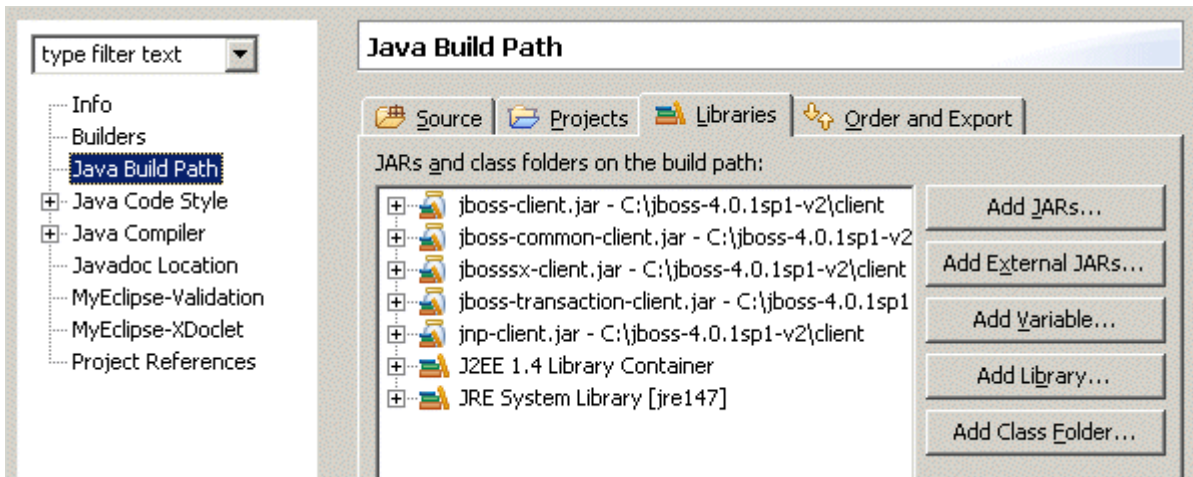 type filter text
Info
Builders
Java Build Path
Java Code Style
Java Compiler
Javadoc Location
MyEclipse-Validation
MyEclipse-XDoclet
Project References
Java Build Path
Source Projects Libraries Order and Export
JARs and class folders on the build path:
jboss-client.jar - C:\jboss-4.0.1sp1-v2\client
jboss-common-client.jar - C:\jboss-4.0.1sp1-v2
jbosssx-client.jar - C:\jboss-4.0.1sp1-v2\client
jboss-transaction-client.jar - C:\jboss-4.0.1sp1
jnp-client.jar - C:\jboss-4.0.1sp1-v2\client
J2EE 1.4 Library Container
JRE System Library [jre147]
Add JARs...
Add External JARs...
Add Variable...
Add Library...
Add Class Folder...